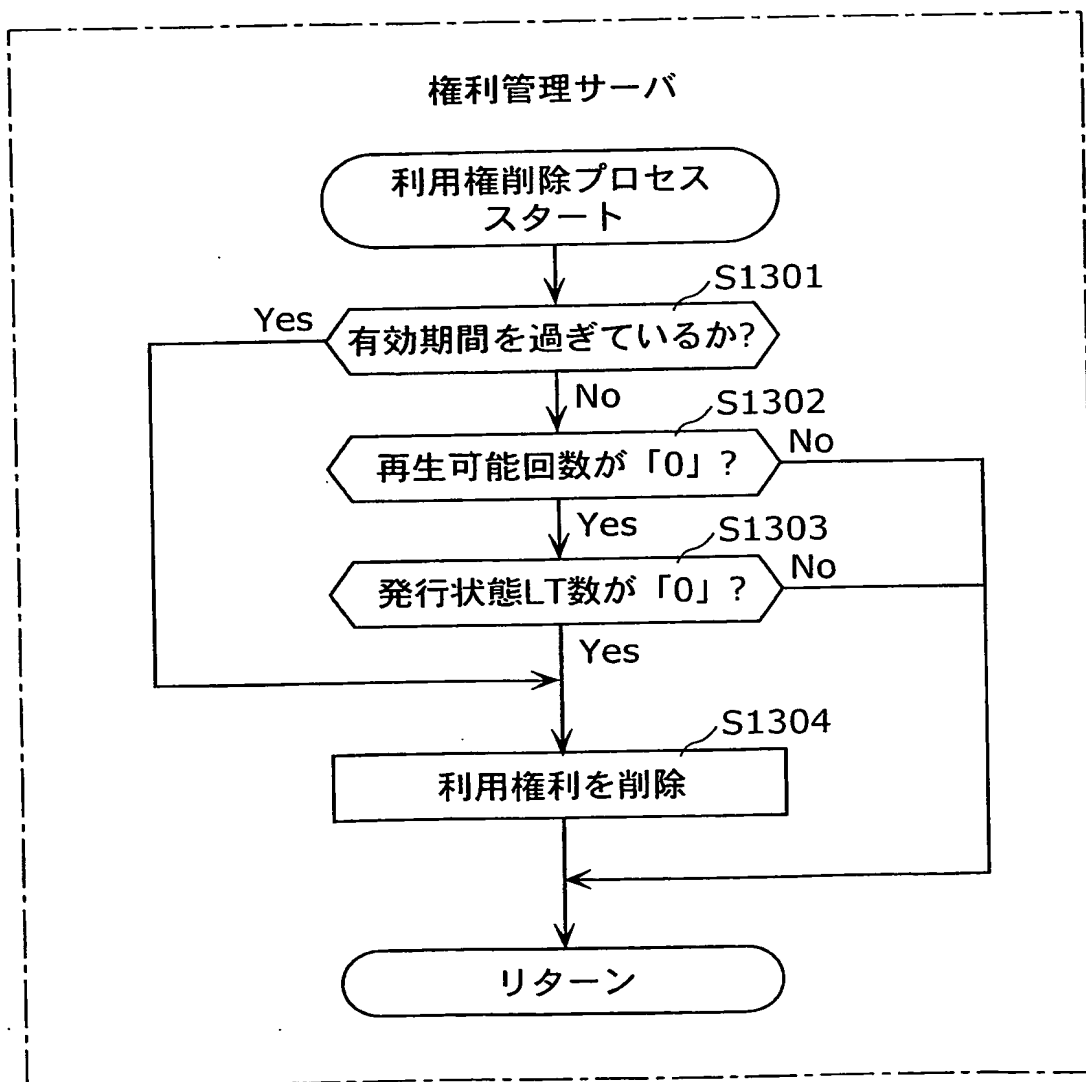 権利管理サーバ
利用権削除プロセス
スタート
S1301
Yes
有効期間を過ぎているか?
No
S1302
再生可能回数が「0」?
No
Yes
S1303
発行状態LT数が「0」?
No
Yes
S1304
利用権利を削除
リターン